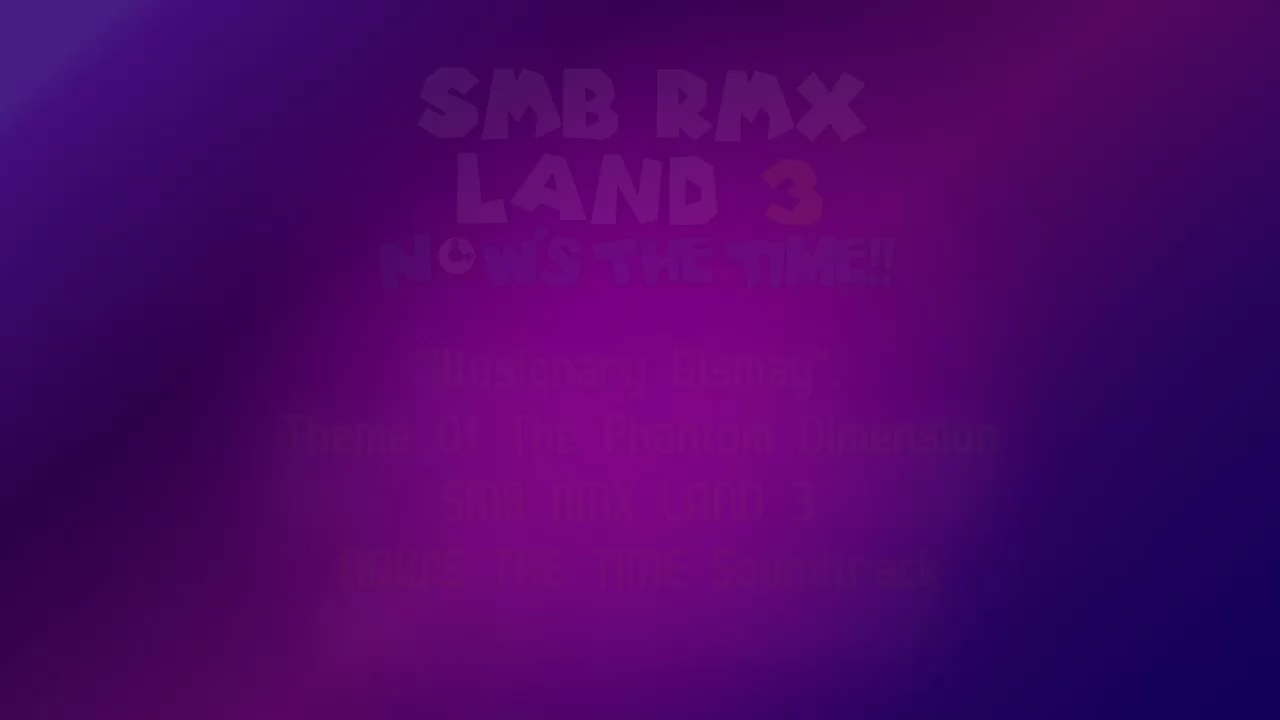 SMB RMX
LAND 3
NOW'S THE TIME!!
"Illusionary Dismay".
Theme Of The Phantom Dimension
SMB RMX LAND 3
NOW'S THE TIME Soundtrack